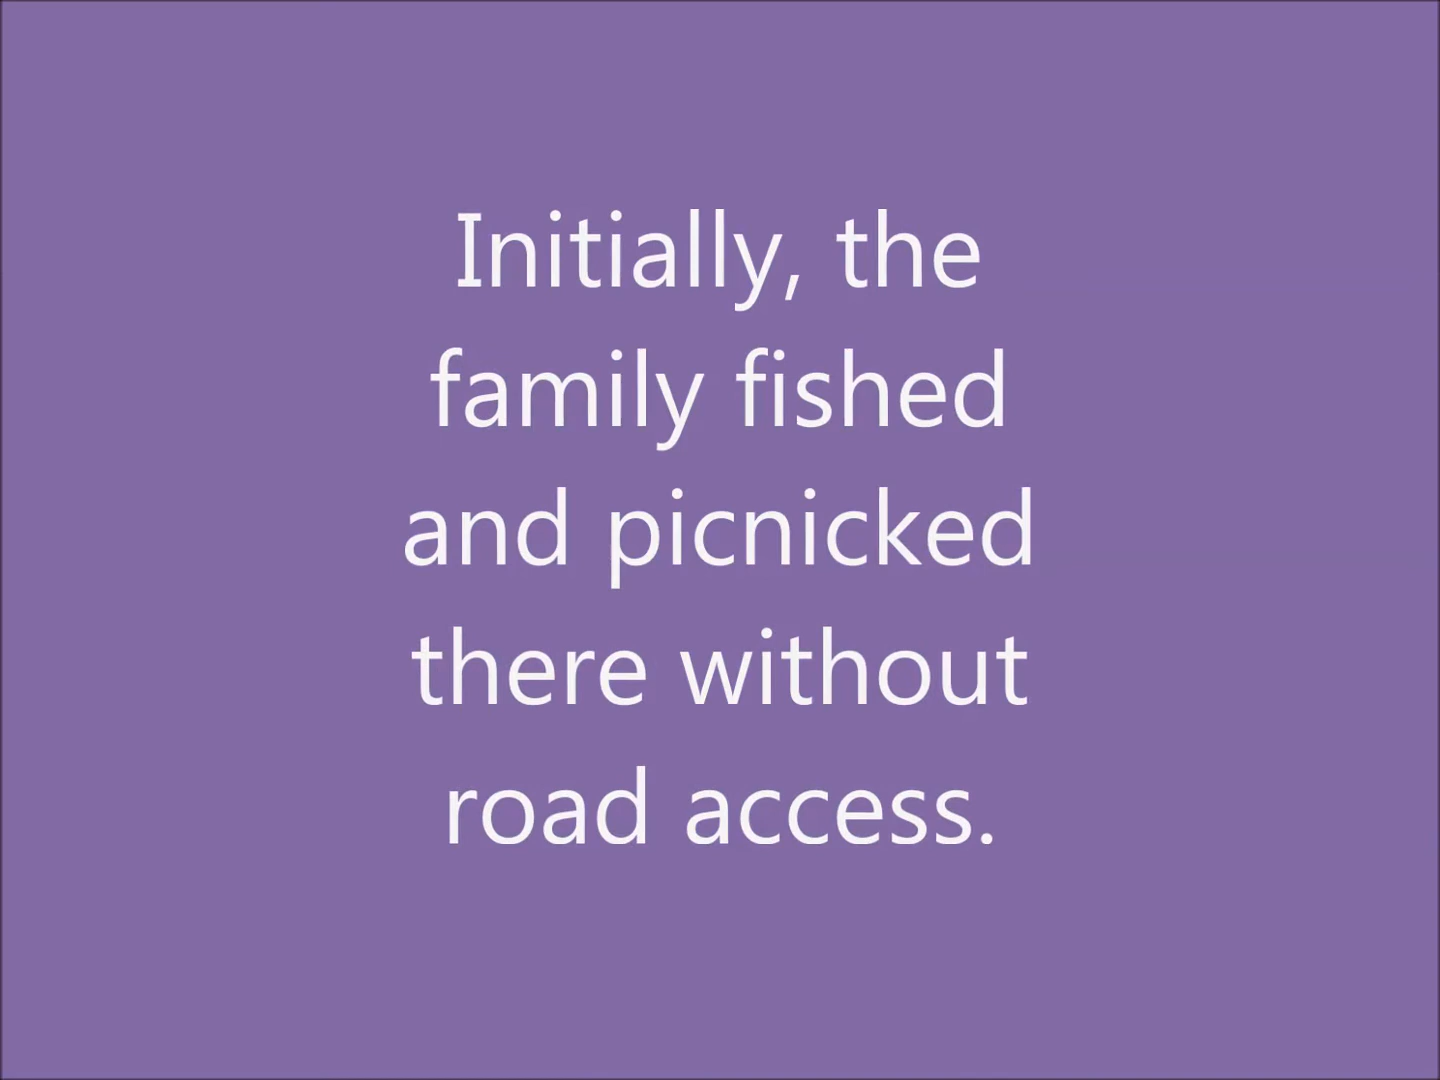 Initially, the
family fished
and picnicked
there without
road access.